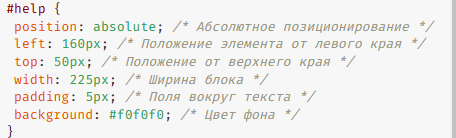 #help {
position: absolute; /* Абсолютное позиционирование */
left: 160px; /* Положение элемента от левого края */
top: 50px; /* Положение от верхнего края */
width: 225px; /* Ширина блока */
padding: 5px; /* Поля вокруг текста */
background: #f0f0f0; /* Цвет фона */
}